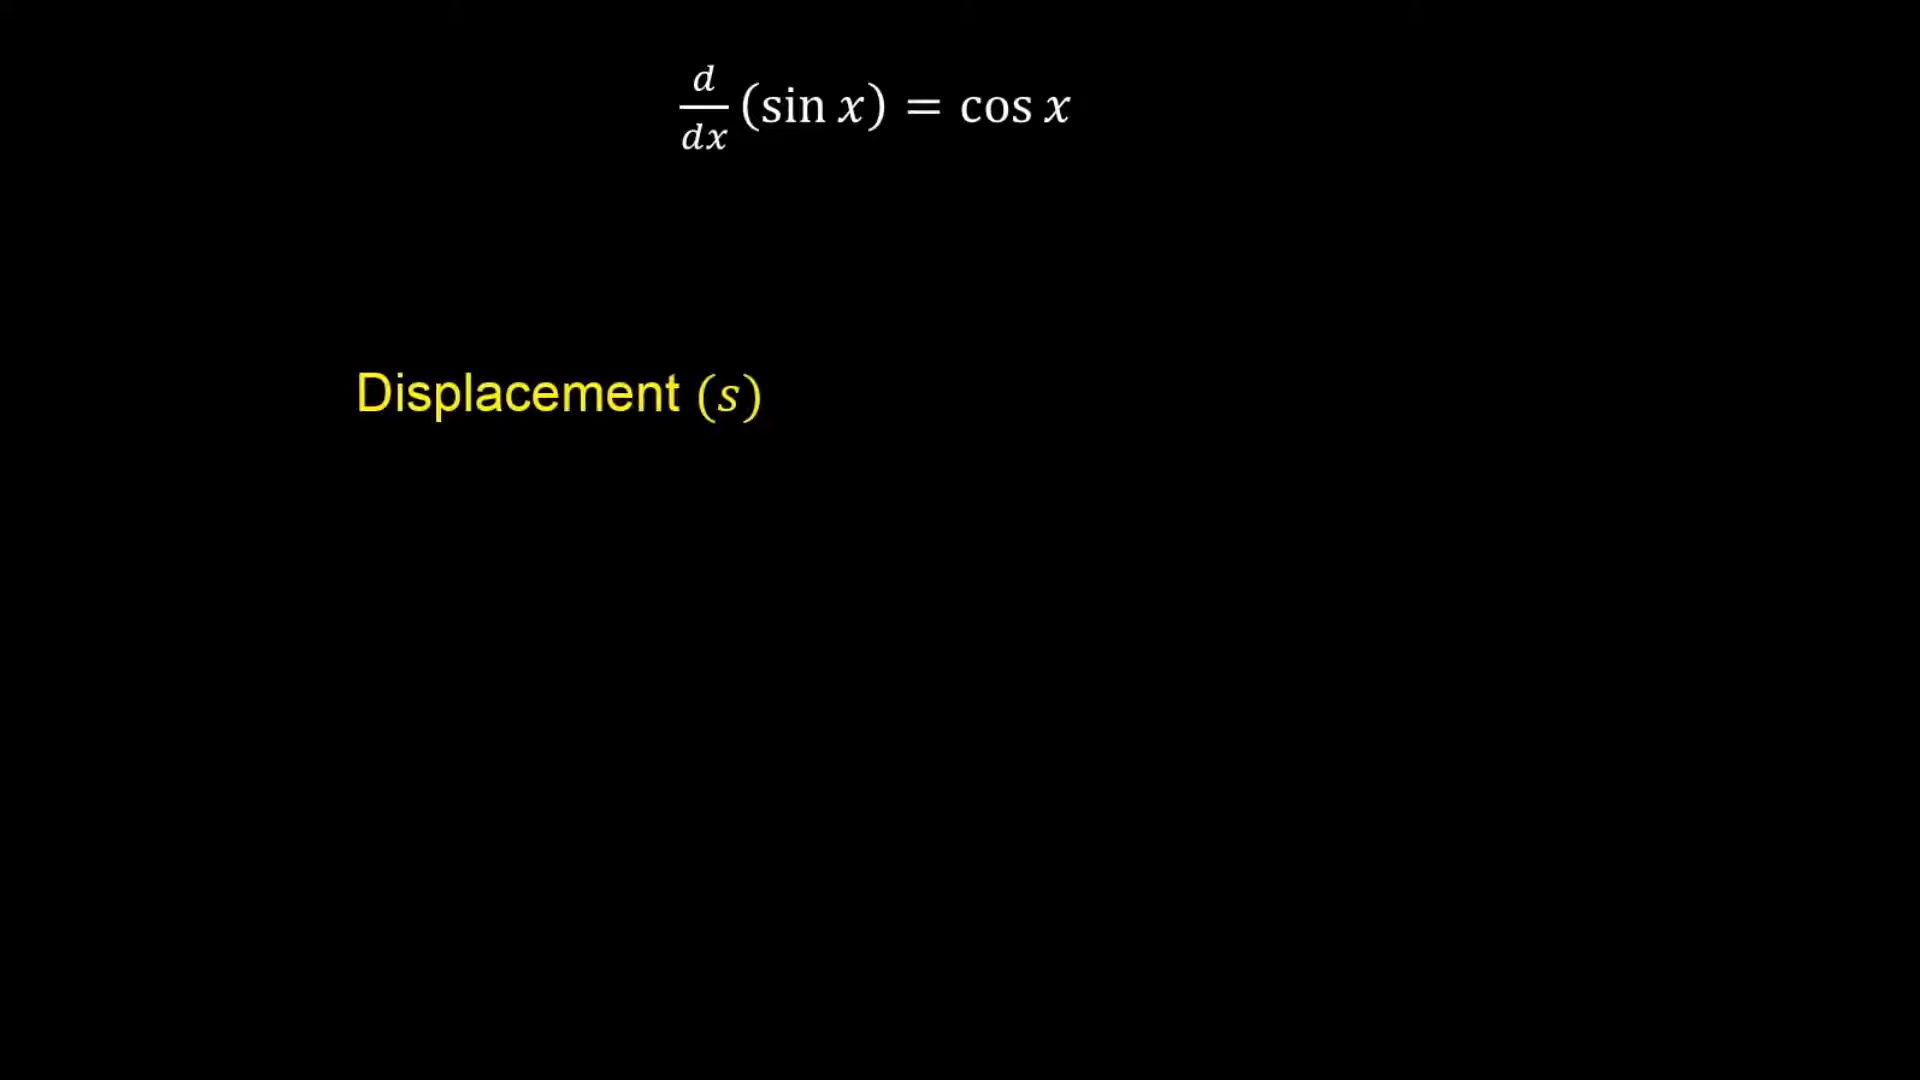 d/dx (sin x) = cos x
Displacement (s)